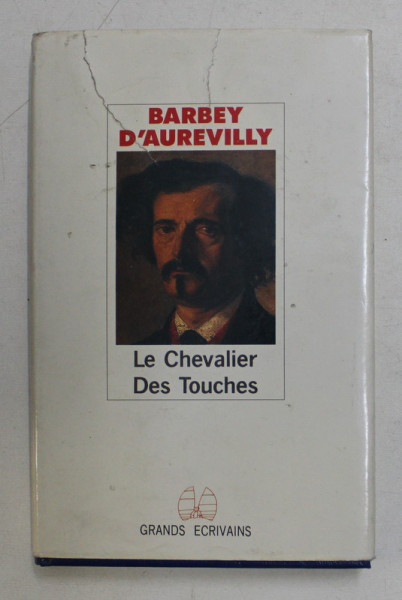 BARBEY
D'AUREVILLY
Le Chevalier
Des Touches
GRANDS ECRIVAINS